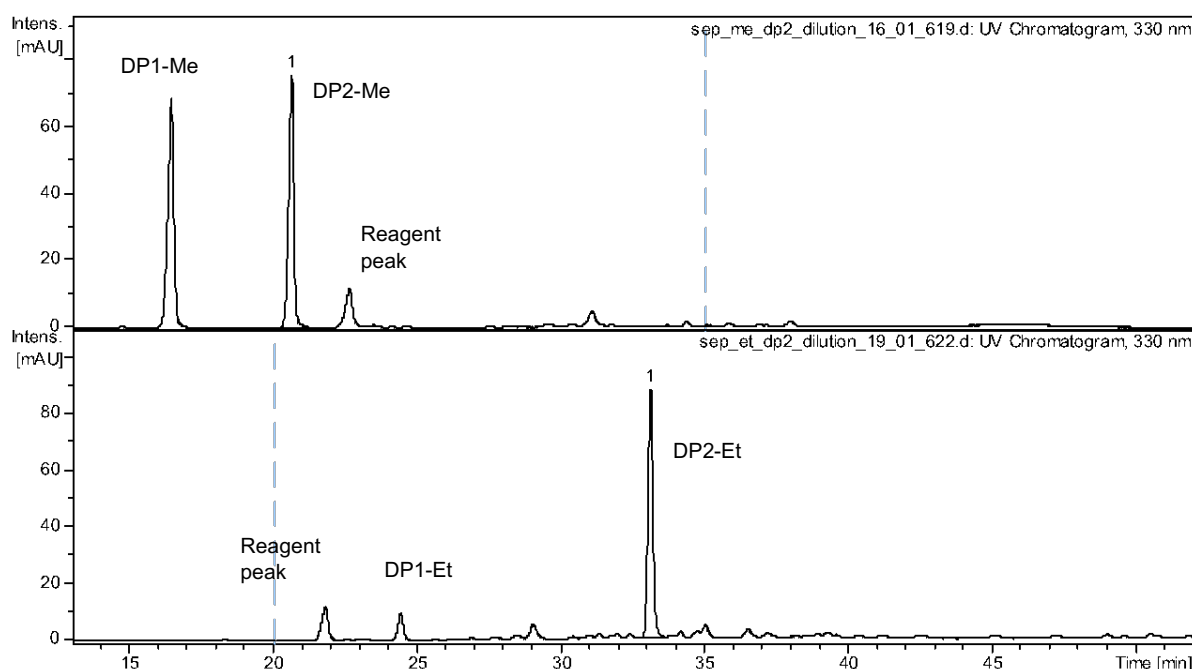 Intens.
[mAU]
sep_me_dp2_dilution_16_01_619.d: UV Chromatogram, 330 nm
DP1-Me
1
DP2-Me
60
40
Reagent
peak
20
0
Intens.
[mAU]
sep_et_dp2_dilution_19_01_622.d: UV Chromatogram, 330 nm
1
80
DP2-Et
60
40
Reagent
peak
DP1-Et
20
0
15 20 25 30 35 40 45 Time [min]